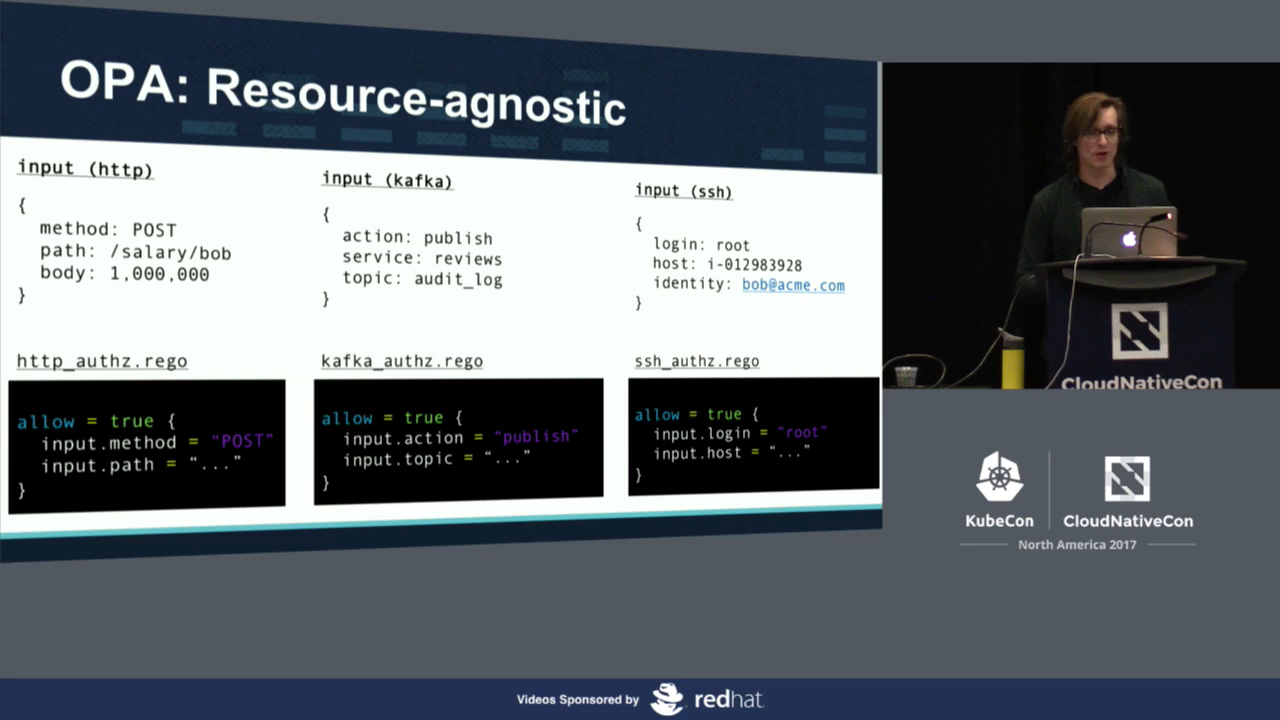 OPA: Resource-agnostic
input (http)
{
method: POST
path: /salary/bob
body: 1,000,000
}
http_authz.rego
allow = true {
input.method = "POST"
input.path = "..."
}
input (kafka)
{
action: publish
service: reviews
topic: audit_log
}
kafka_authz.rego
allow = true {
input.action = "publish"
input.topic = "..."
}
input (ssh)
{
login: root
host: i-012983928
identity: bob@acme.com
}
ssh_authz.rego
allow = true {
input.login = "root"
input.host = "..."
}
CloudNativeCon
KubeCon
CloudNativeCon
North America 2017
Videos Sponsored by
redhat.